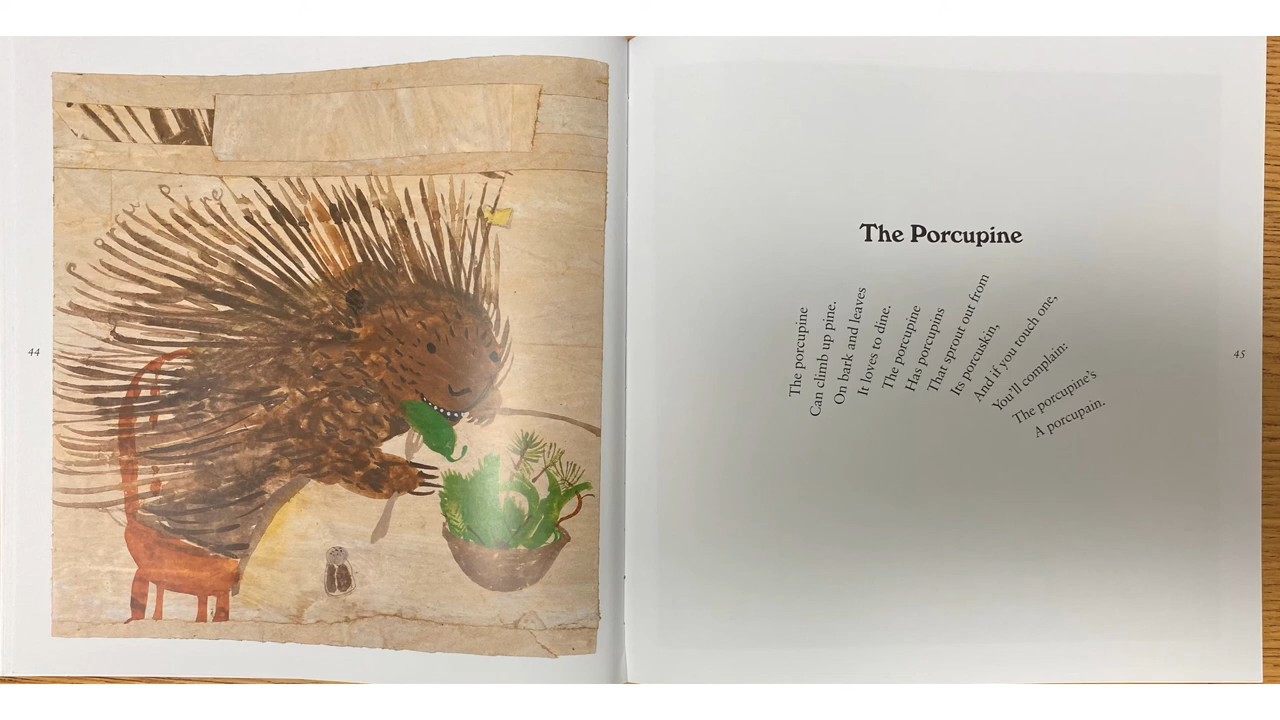 44
Porcupine
The Porcupine
The porcupine
Can climb up pine.
On bark and leaves
It loves to dine.
The porcupine
Has porcupins
That sprout out from
Its porcuskin,
And if you touch one,
You'll complain:
The porcupine's
A porcupain.
45